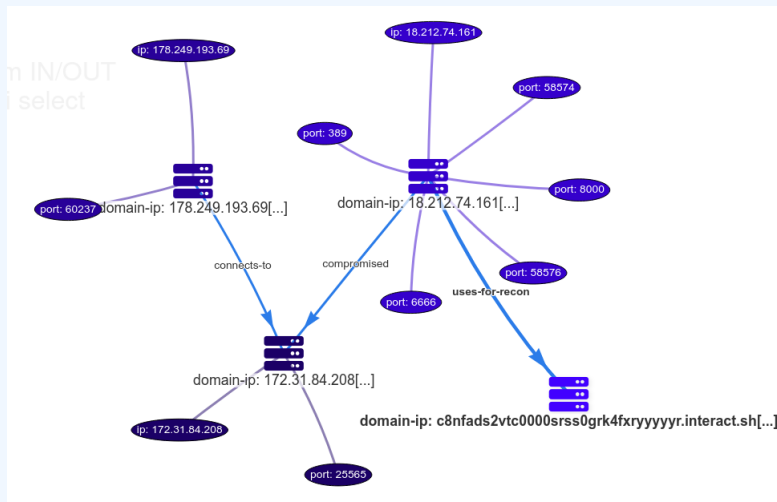 ip: 18.212.74.161
ip: 178.249.193.69
m IN/OUT
i select
port: 58574
port: 389
port: 8000
port: 60237
domain-ip: 178.249.193.69[...]
domain-ip: 18.212.74.161[...]
connects-to
compromised
port: 58576
uses-for-recon
port: 6666
domain-ip: 172.31.84.208[...]
domain-ip: c8nfads2vtc0000srss0grk4fxryyyyyr.interact.sh[...]
ip: 172.31.84.208
port: 25565